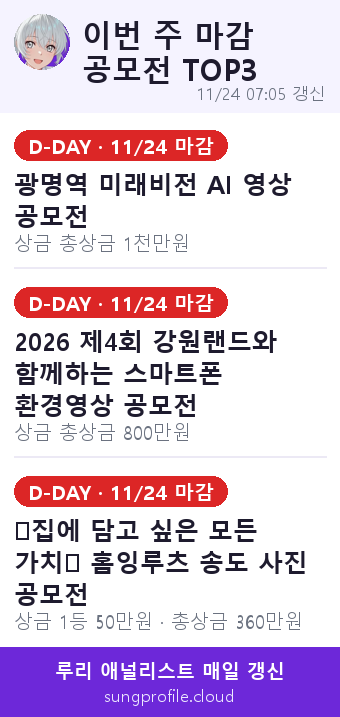 이번 주 마감
공모전 TOP3
11/24 07:05 갱신
D-DAY · 11/24 마감
광명역 미래비전 AI 영상
공모전
상금 총상금 1천만원
D-DAY · 11/24 마감
2026 제4회 강원랜드와
함께하는 스마트폰
환경영상 공모전
상금 총상금 800만원
D-DAY · 11/24 마감
▯집에 담고 싶은 모든
가치▯ 홈잉루츠 송도 사진
공모전
상금 1등 50만원 · 총상금 360만원
루리 애널리스트 매일 갱신
sungprofile.cloud